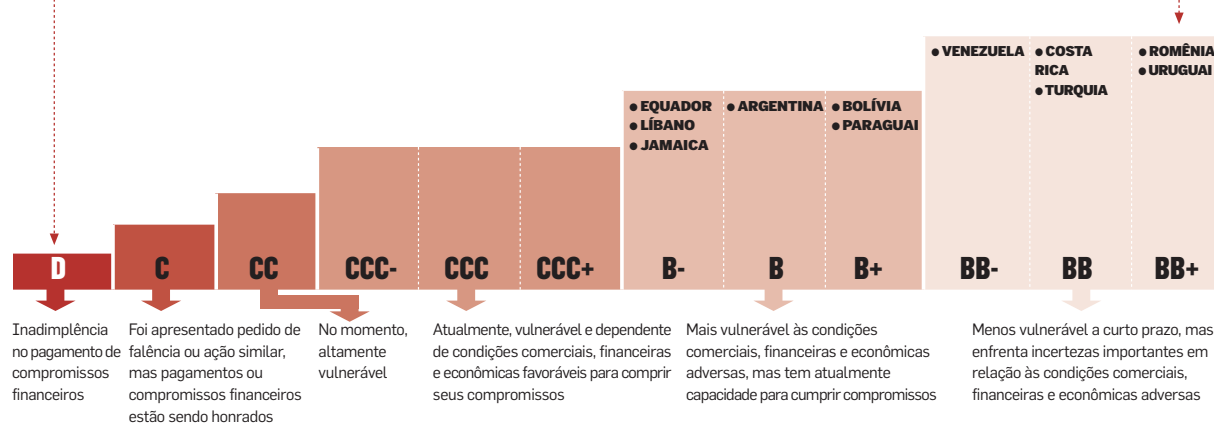 ● VENEZUELA
● COSTA
RICA
● TURQUIA
● ROMÊNIA
● URUGUAI
● EQUADOR
● LÍBANO
● JAMAICA
● ARGENTINA
● BOLÍVIA
● PARAGUAI
D
C
CC
CCC-
CCC
CCC+
B-
B
B+
BB-
BB
BB+
Inadimplência
no pagamento de
compromissos
financeiros
Foi apresentado pedido de
falência ou ação similar,
mas pagamentos ou
compromissos financeiros
estão sendo honrados
No momento,
altamente
vulnerável
Atualmente, vulnerável e dependente
de condições comerciais, financeiras
e econômicas favoráveis para comprir
seus compromissos
Mais vulnerável às condições
comerciais, financeiras e econômicas
adversas, mas tem atualmente
capacidade para cumprir compromissos
Menos vulnerável a curto prazo, mas
enfrenta incertezas importantes em
relação às condições comerciais,
financeiras e econômicas adversas